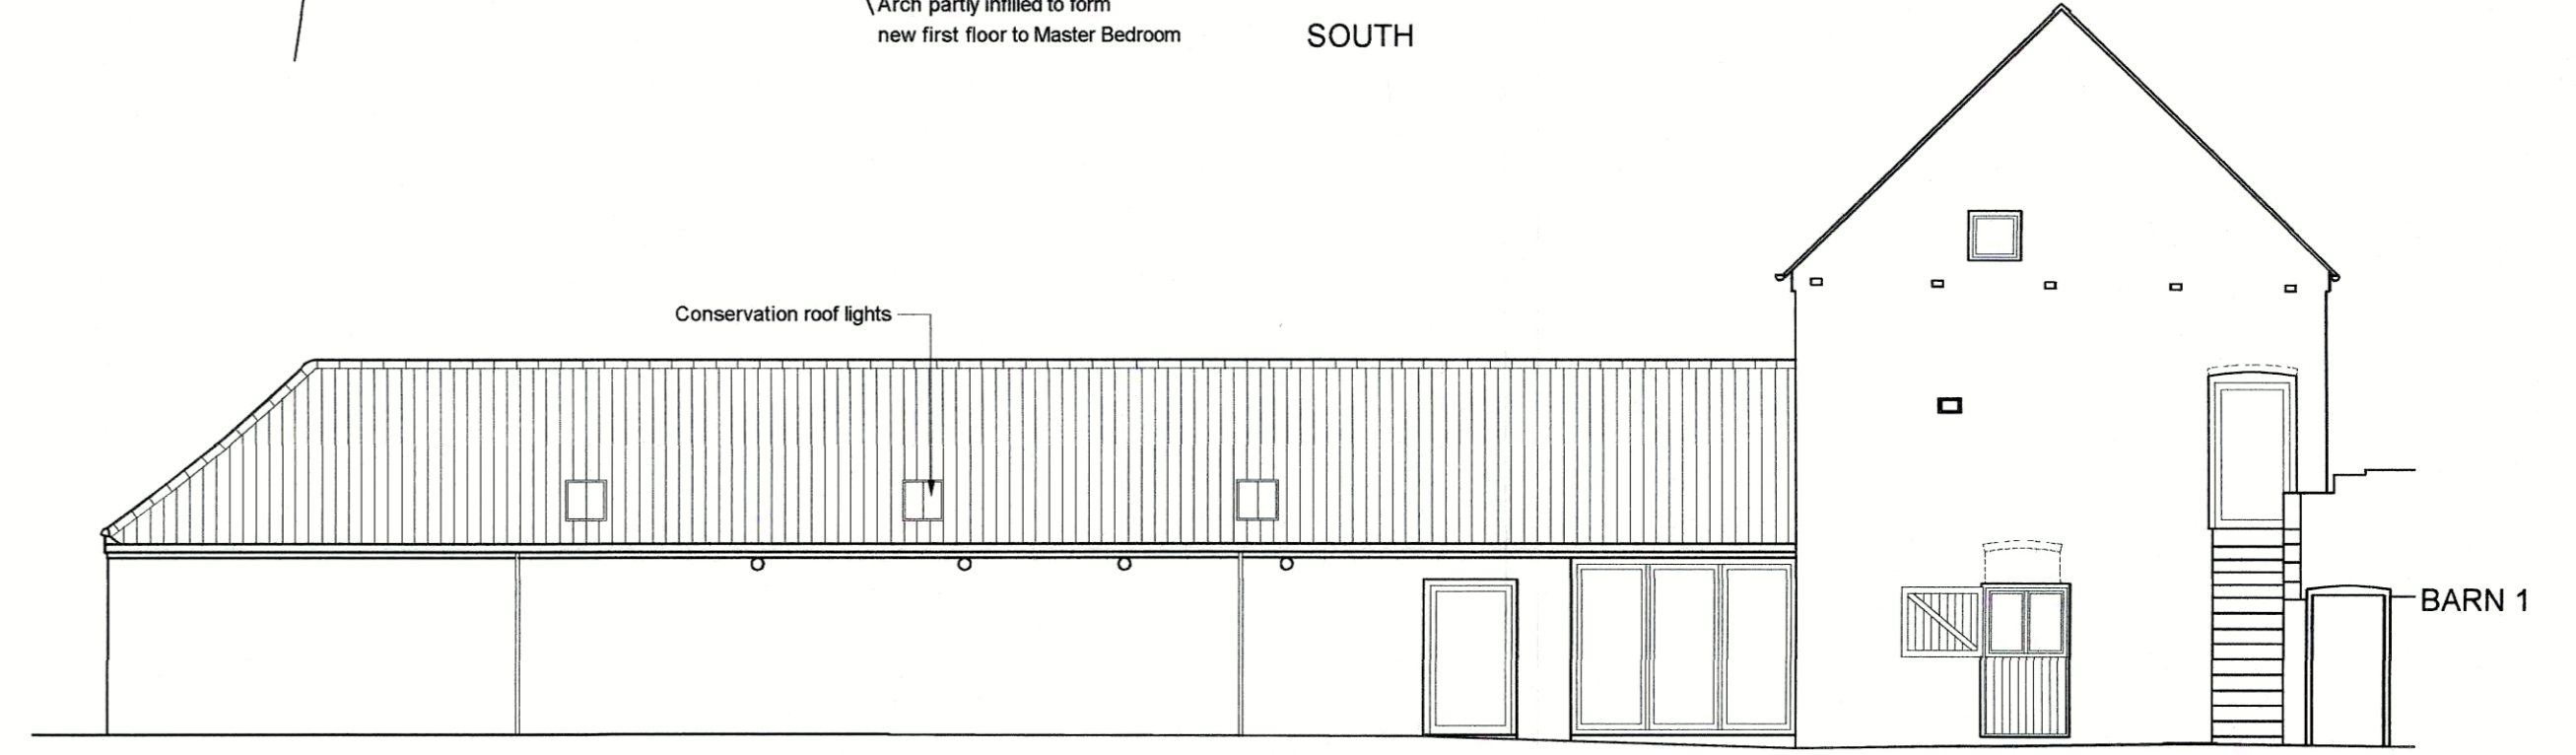 Arch partly infilled to form
new first floor to Master Bedroom
SOUTH
Conservation roof lights
BARN 1